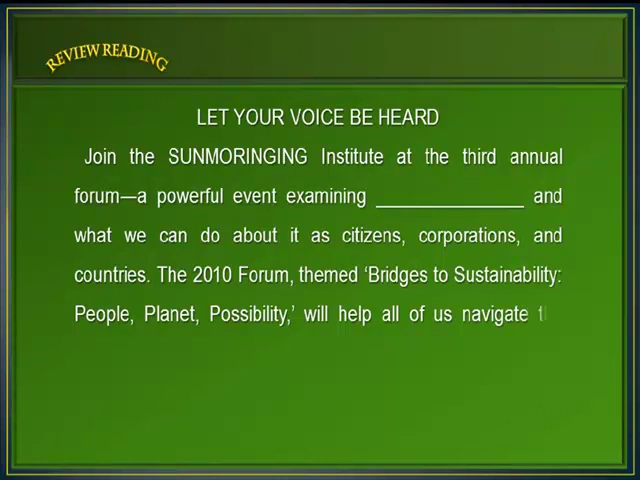 REVIEW READING
LET YOUR VOICE BE HEARD
Join the SUNMORINGING Institute at the third annual
forum—a powerful event examining _______________ and
what we can do about it as citizens, corporations, and
countries. The 2010 Forum, themed ‘Bridges to Sustainability:
People, Planet, Possibility,’ will help all of us navigate